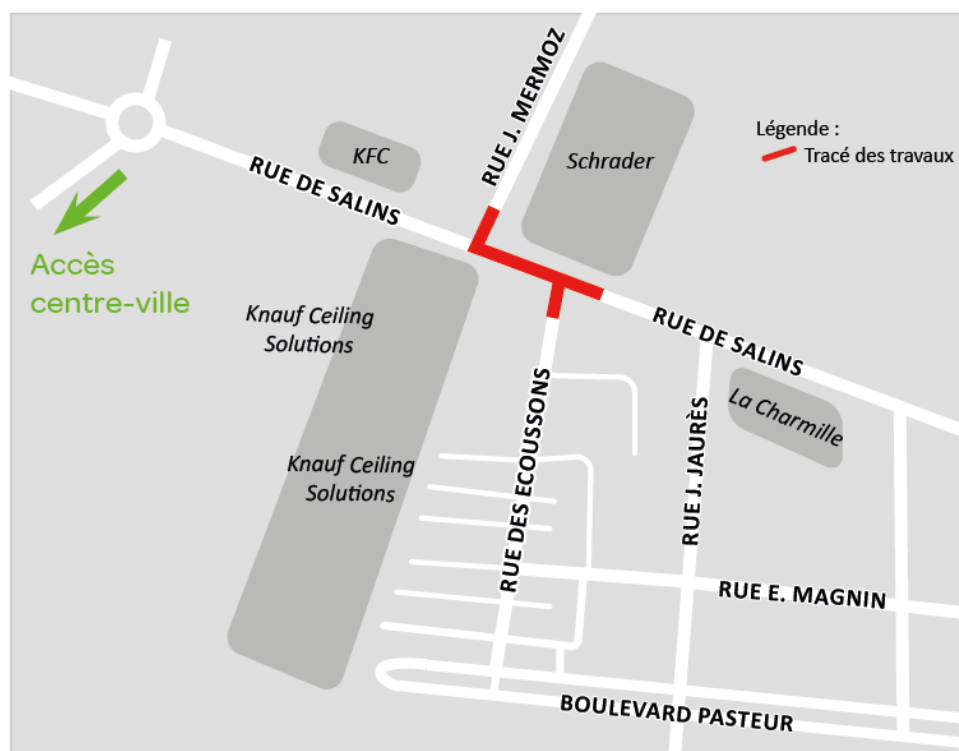 RUE J. MERMOZ
Légende :
Tracé des travaux
KFC
Schrader
RUE DE SALINS
Accès
centre-ville
Knauf Ceiling
Solutions
RUE DE SALINS
La Charmille
Knauf Ceiling
Solutions
RUE DES ECOUSSONS
RUE J. JAURÈS
RUE E. MAGNIN
BOULEVARD PASTEUR